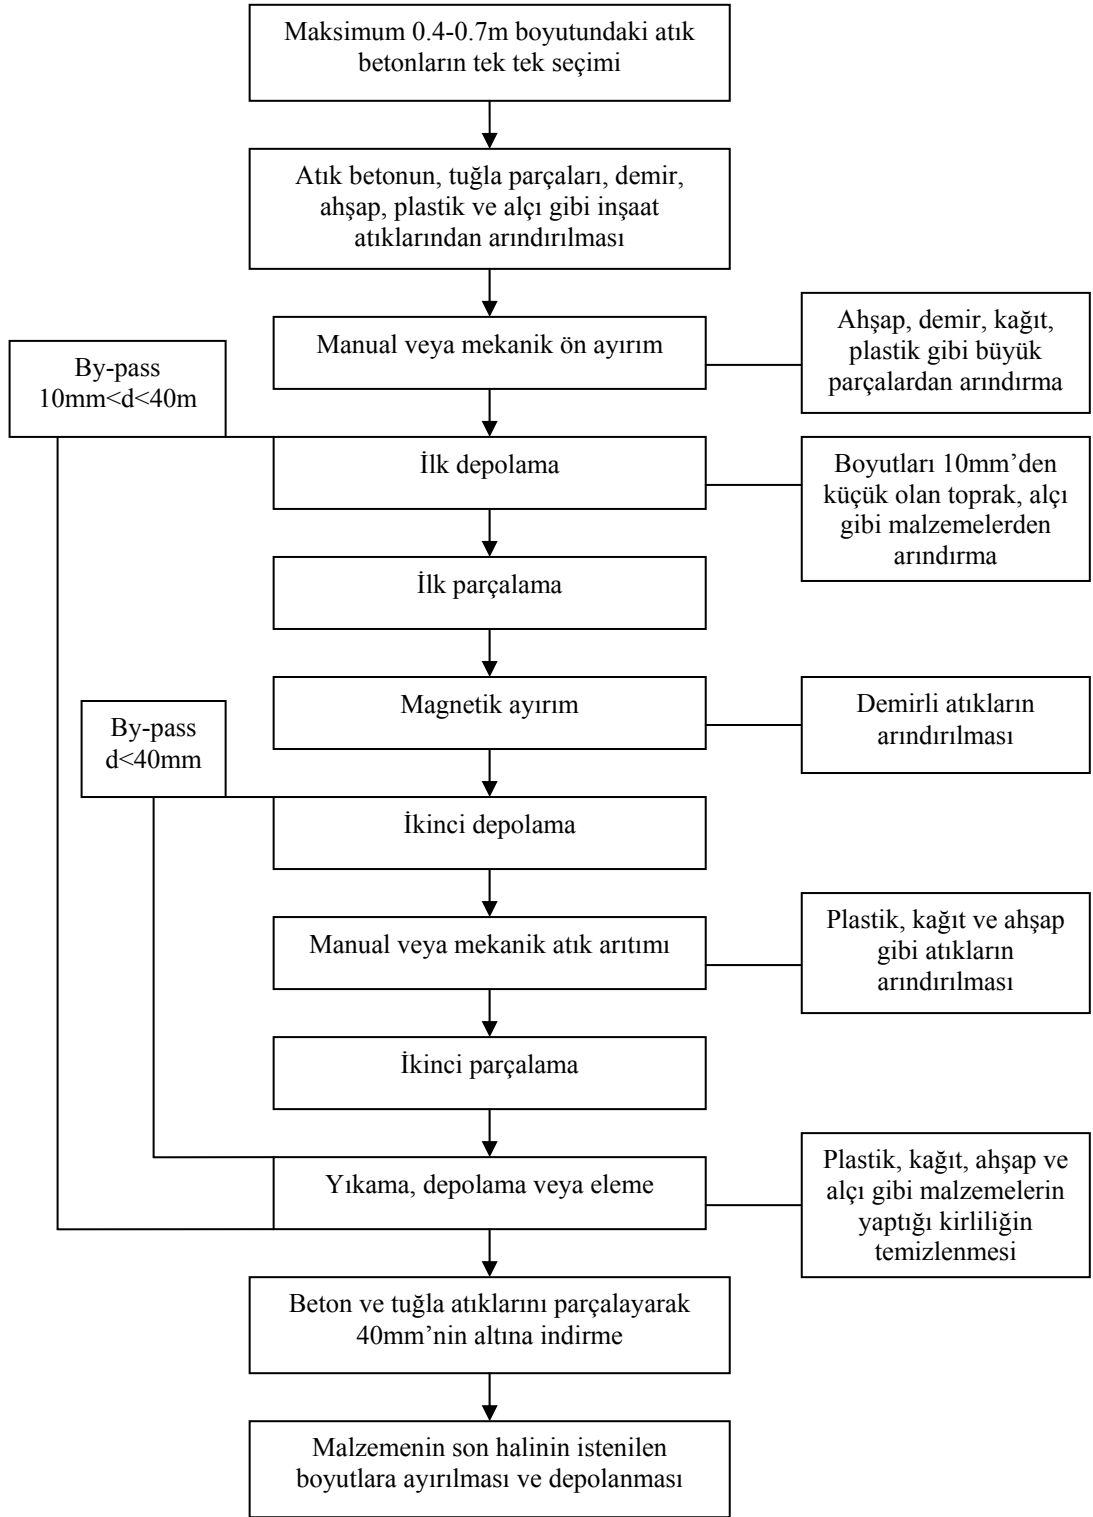 Maksimum 0.4-0.7m boyutundaki atık
betonların tek tek seçimi
Atık betonun, tuğla parçaları, demir,
ahşap, plastik ve alçı gibi inşaat
atıklarından arındırılması
Manual veya mekanik ön ayırım
Ahşap, demir, kağıt,
plastik gibi büyük
parçalardan arındırma
By-pass
10mm<d<40m
İlk depolama
Boyutları 10mm’den
küçük olan toprak, alçı
gibi malzemelerden
arındırma
İlk parçalama
Magnetik ayırım
Demirli atıkların
arındırılması
By-pass
d<40mm
İkinci depolama
Manual veya mekanik atık arıtımı
Plastik, kağıt ve ahşap
gibi atıkların
arındırılması
İkinci parçalama
Yıkama, depolama veya eleme
Plastik, kağıt, ahşap ve
alçı gibi malzemelerin
yaptığı kirliliğin
temizlenmesi
Beton ve tuğla atıklarını parçalayarak
40mm’nin altına indirme
Malzemenin son halinin istenilen
boyutlara ayırılması ve depolanması